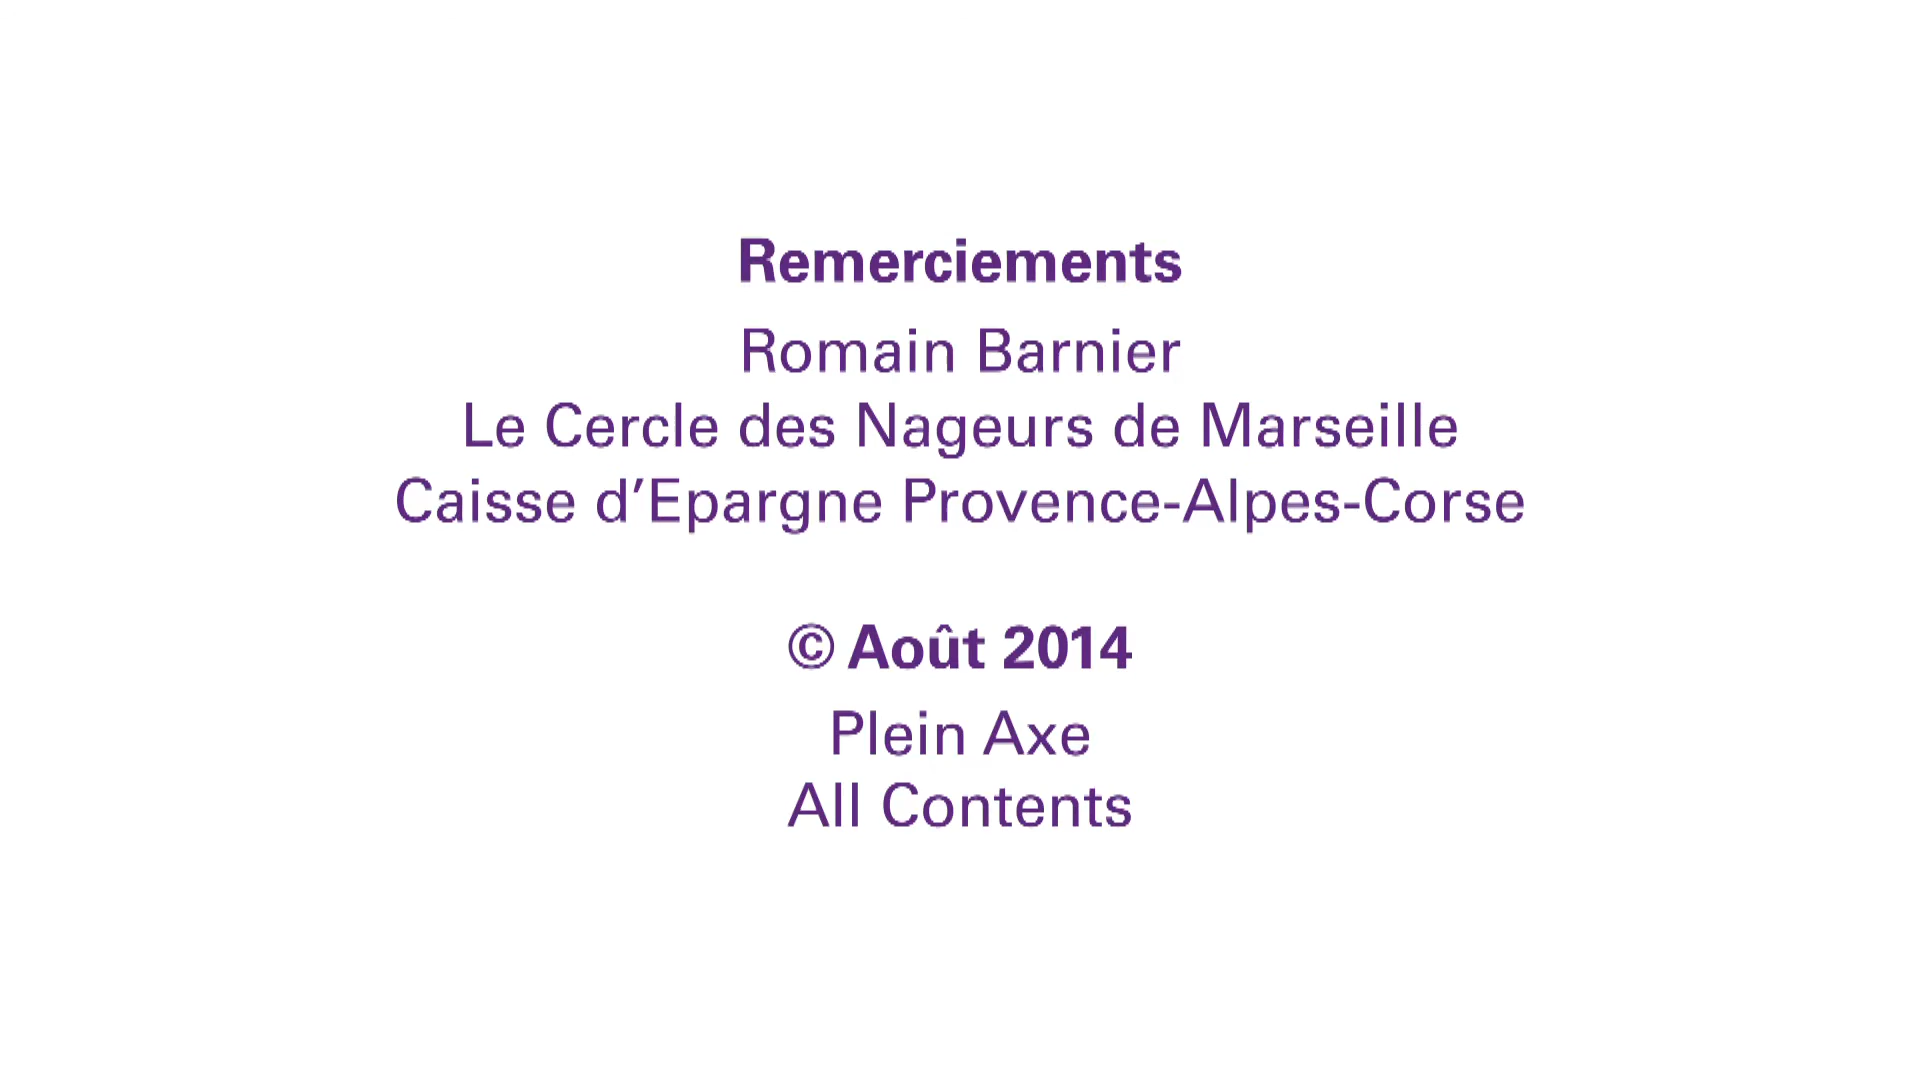 Remerciements
Romain Barnier
Le Cercle des Nageurs de Marseille
Caisse d’Epargne Provence-Alpes-Corse
© Août 2014
Plein Axe
All Contents